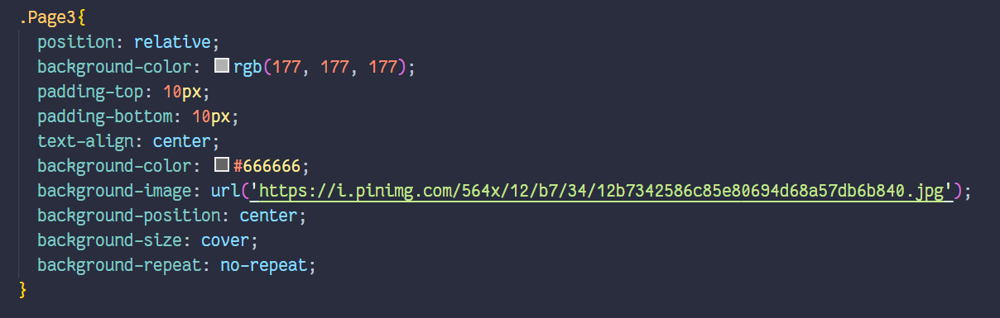 .Page3{
position: relative;
background-color: rgb(177, 177, 177);
padding-top: 10px;
padding-bottom: 10px;
text-align: center;
background-color: #666666;
background-image: url('https://i.pinimg.com/564x/12/b7/34/12b7342586c85e80694d68a57db6b840.jpg');
background-position: center;
background-size: cover;
background-repeat: no-repeat;
}